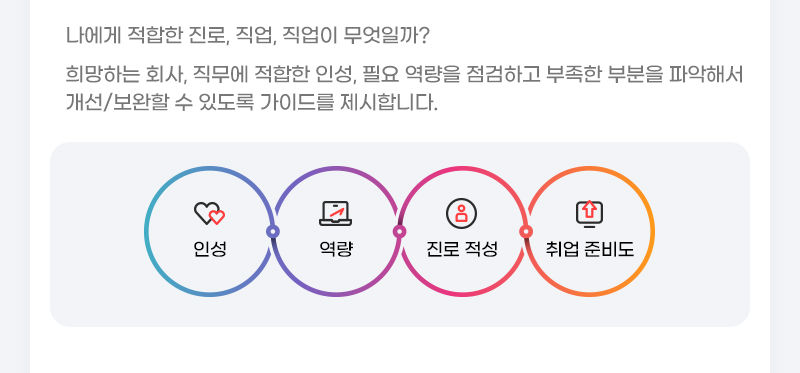 나에게 적합한 진로, 직업, 직업이 무엇일까?
희망하는 회사, 직무에 적합한 인성, 필요 역량을 점검하고 부족한 부분을 파악해서
개선/보완할 수 있도록 가이드를 제시합니다.
인성
역량
진로 적성
취업 준비도